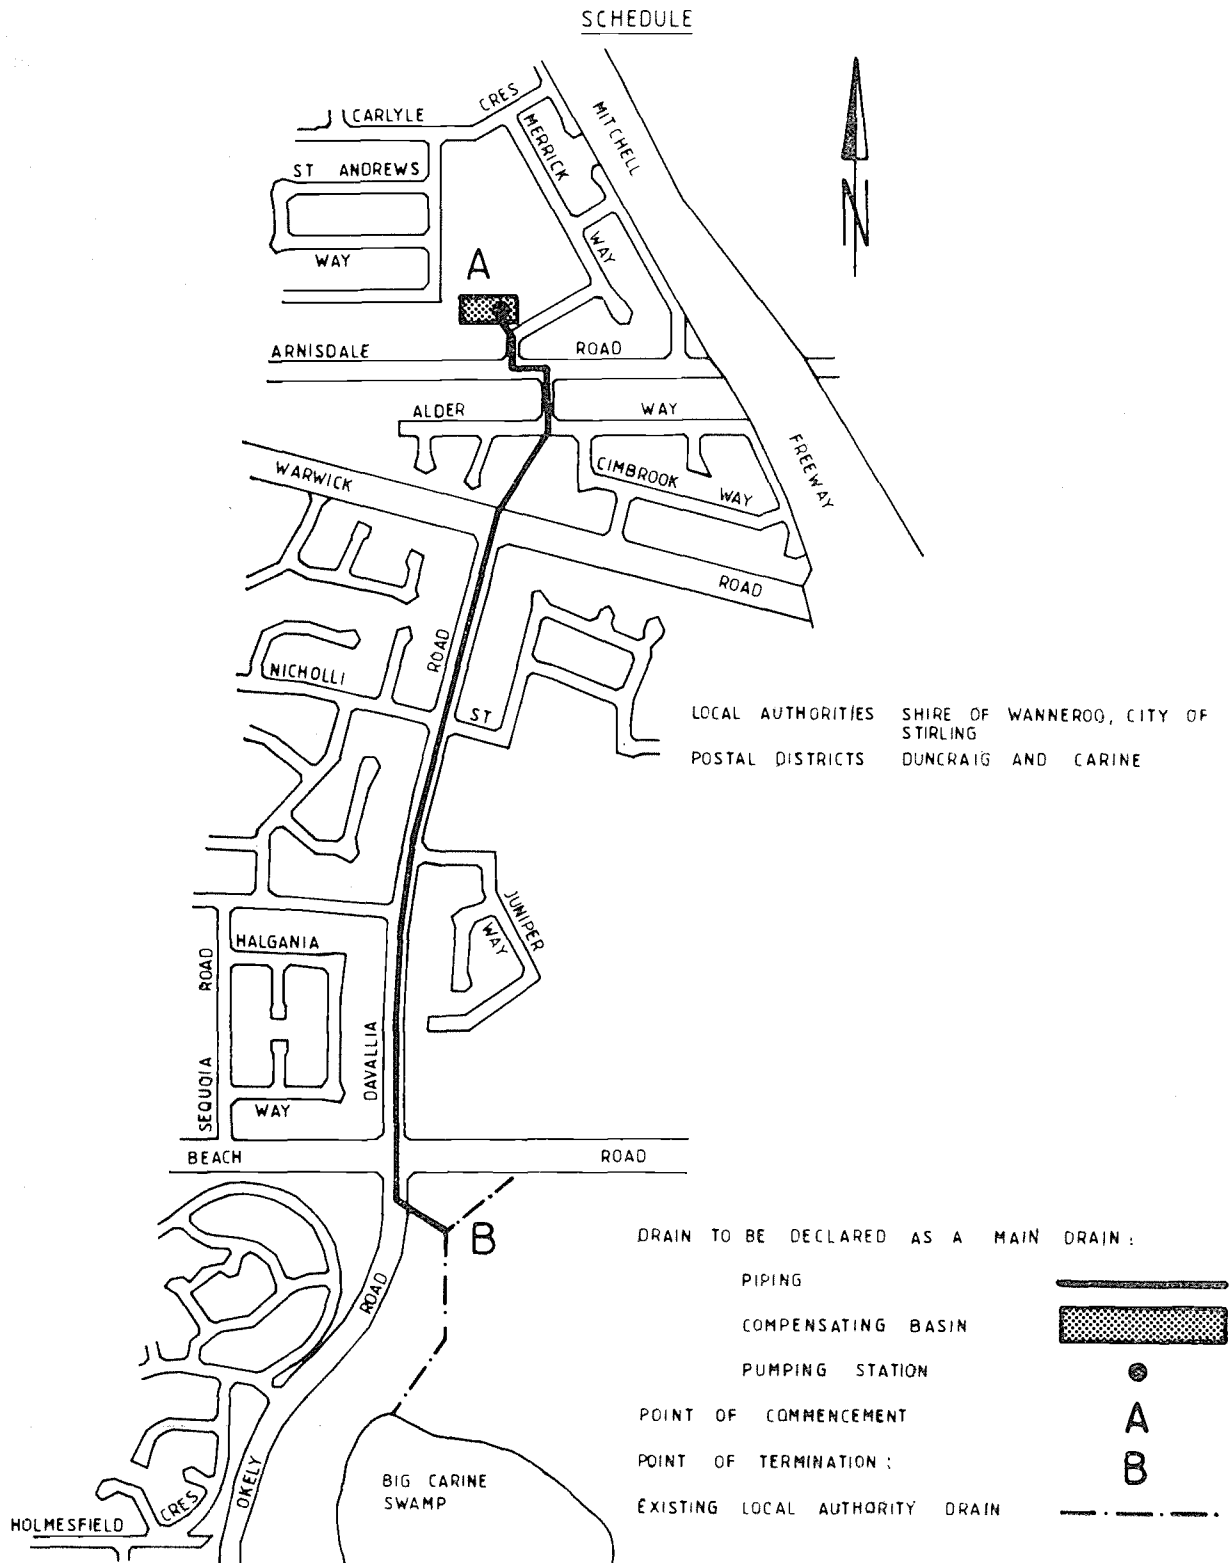 SCHEDULE
CARLYLE CRES
MERRICK
MITCHELL
ST ANDREWS
WAY
WAY
A
N
ARNISDALE ROAD
ALDER WAY
FREEWAY
WARWICK
CIMBROOK WAY
ROAD
ROAD
NICHOLLI
ST
LOCAL AUTHORITIES SHIRE OF WANNEROO, CITY OF
STIRLING
POSTAL DISTRICTS DUNCRAIG AND CARINE
JUNIPER
WAY
HALGANIA
SEQUOIA ROAD
DAVALLIA
WAY
BEACH ROAD
B
DRAIN TO BE DECLARED AS A MAIN DRAIN:
PIPING
COMPENSATING BASIN
PUMPING STATION
POINT OF COMMENCEMENT A
POINT OF TERMINATION: B
EXISTING LOCAL AUTHORITY DRAIN
ROAD
OKELY
BIG CARINE
SWAMP
CRES
HOLMESFIELD